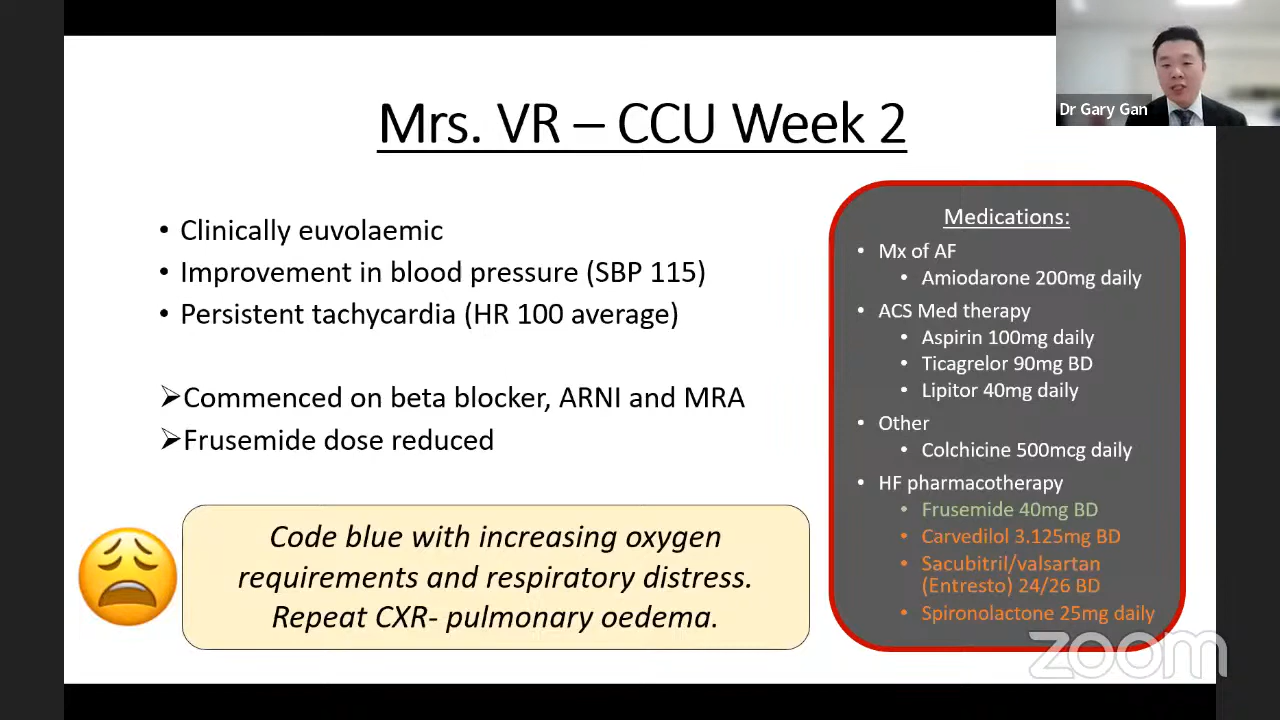 Dr Gary Gan
Mrs. VR – CCU Week 2
• Clinically euvolaemic
• Improvement in blood pressure (SBP 115)
• Persistent tachycardia (HR 100 average)
➢Commenced on beta blocker, ARNI and MRA
➢Frusemide dose reduced
Code blue with increasing oxygen
requirements and respiratory distress.
Repeat CXR- pulmonary oedema.
Medications:
• Mx of AF
• Amiodarone 200mg daily
• ACS Med therapy
• Aspirin 100mg daily
• Ticagrelor 90mg BD
• Lipitor 40mg daily
• Other
• Colchicine 500mcg daily
• HF pharmacotherapy
• Frusemide 40mg BD
• Carvedilol 3.125mg BD
• Sacubitril/valsartan
(Entresto) 24/26 BD
• Spironolactone 25mg daily
zoom